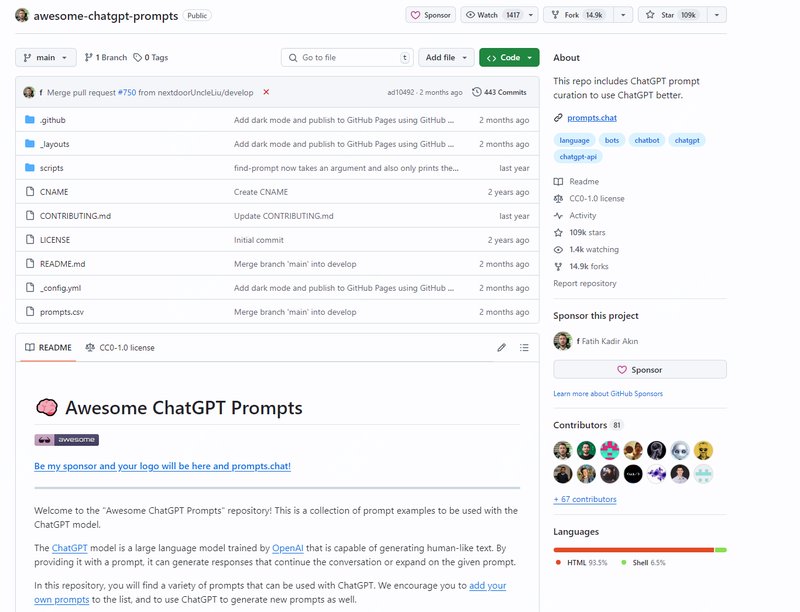 awesome-chatgpt-prompts Public
Sponsor Watch 1417 Fork 14.9k Star 109k
main 1 Branch 0 Tags Go to file t Add file Code
f Merge pull request #750 from nextdoorUncleLiu/develop ad10492 · 2 months ago 443 Commits
.github Add dark mode and publish to GitHub Pages using GitHub ... 2 months ago
_layouts Add dark mode and publish to GitHub Pages using GitHub ... 2 months ago
scripts find-prompt now takes an argument and also only prints the... last year
CNAME Create CNAME 2 years ago
CONTRIBUTING.md Update CONTRIBUTING.md last year
LICENSE Initial commit 2 years ago
README.md Merge branch 'main' into develop 2 months ago
_config.yml Add dark mode and publish to GitHub Pages using GitHub ... 2 months ago
prompts.csv Merge branch 'main' into develop 2 months ago
README CC0-1.0 license
Awesome ChatGPT Prompts
awesome
Be my sponsor and your logo will be here and prompts.chat!
Welcome to the "Awesome ChatGPT Prompts" repository! This is a collection of prompt examples to be used with the
ChatGPT model.
The ChatGPT model is a large language model trained by OpenAI that is capable of generating human-like text. By
providing it with a prompt, it can generate responses that continue the conversation or expand on the given prompt.
In this repository, you will find a variety of prompts that can be used with ChatGPT. We encourage you to add your
own prompts to the list, and to use ChatGPT to generate new prompts as well.
About
This repo includes ChatGPT prompt
curation to use ChatGPT better.
prompts.chat
language bots chatbot chatgpt
chatgpt-api
Readme
CC0-1.0 license
Activity
109k stars
1.4k watching
14.9k forks
Report repository
Sponsor this project
f Fatih Kadir Akın
Sponsor
Learn more about GitHub Sponsors
Contributors 81
+ 67 contributors
Languages
HTML 93.5% Shell 6.5%